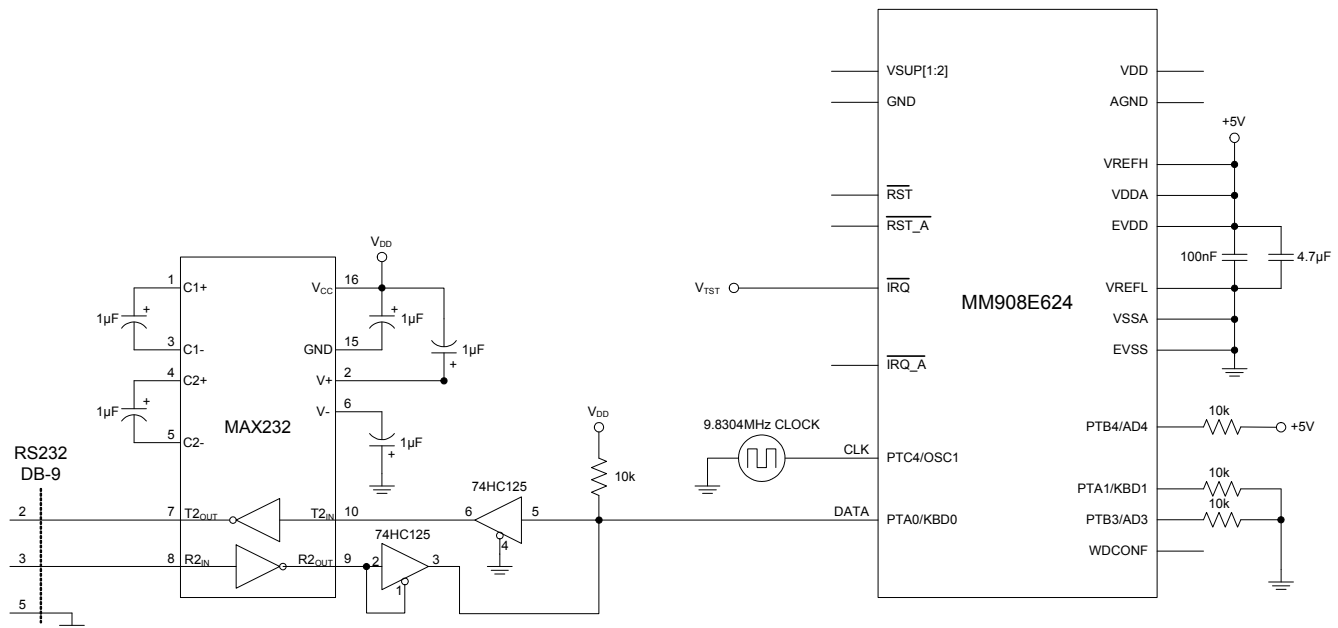 VSUP[1:2]
GND
RST
RST_A
V_TST
IRQ
IRQ_A
9.8304MHz CLOCK
CLK
PTC4/OSC1
DATA
PTA0/KBD0
MM908E624
VDD
AGND
+5V
VREFH
VDDA
EVDD
100nF
4.7µF
VREFL
VSSA
EVSS
10k
PTB4/AD4
+5V
10k
PTA1/KBD1
10k
PTB3/AD3
WDCONF
V_DD
1
C1+
V_CC
16
1µF
1µF
3
C1-
GND
15
1µF
4
C2+
V+
2
1µF
V-
6
5
C2-
MAX232
1µF
RS232
DB-9
V_DD
10k
74HC125
2
7
T2_OUT
T2_IN
10
6
5
4
74HC125
3
8
R2_IN
R2_OUT
9
2
3
1
5